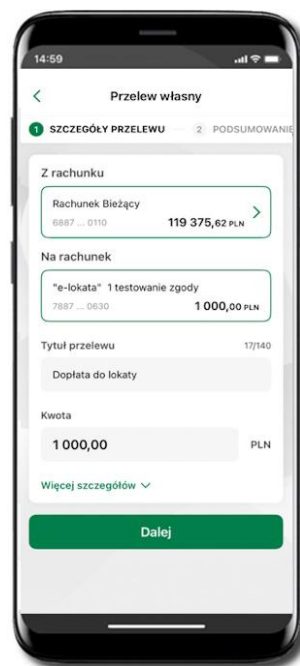 14:59
Przelew własny
1 SZCZEGÓŁY PRZELEWU 2 PODSUMOWANIE
Z rachunku
Rachunek Bieżący
6887 ... 0110 119 375,62 PLN
Na rachunek
"e-lokata" 1 testowanie zgody
7887 ... 0630 1 000,00 PLN
Tytuł przelewu 17/140
Dopłata do lokaty
Kwota
1 000,00 PLN
Więcej szczegółów
Dalej